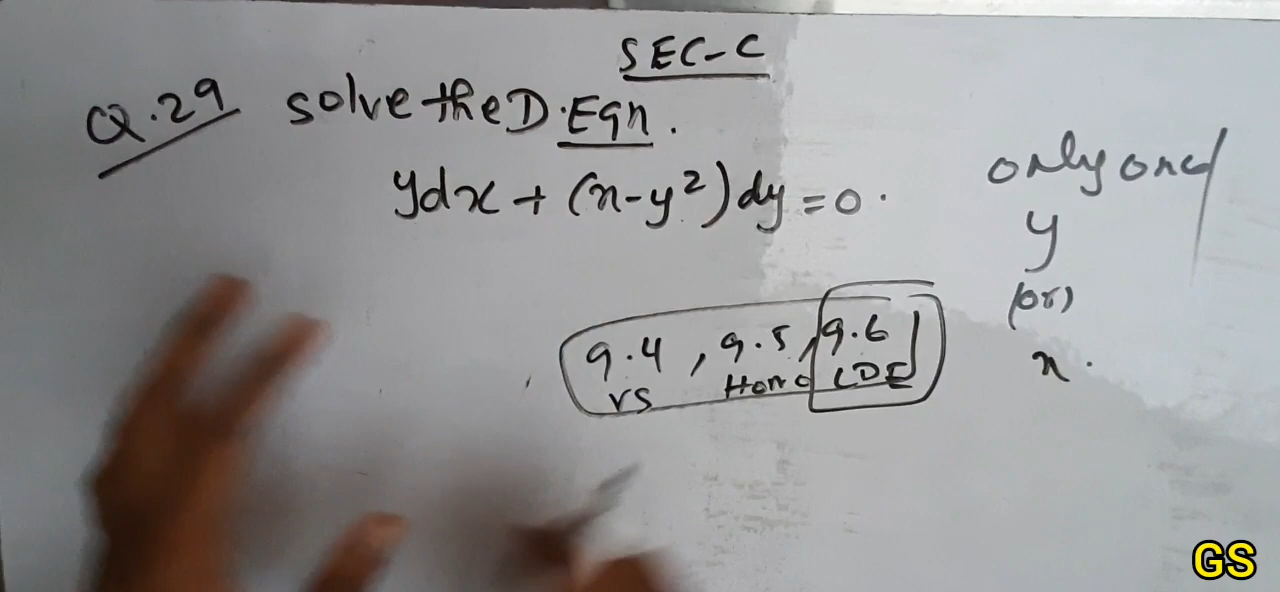 SEC-C
Q.29 solve the D.Eqn.
ydx + (x-y²)dy = 0.
only one
y
(or)
x.
9.4, 9.5, 9.6
VS Homo LDE
GS